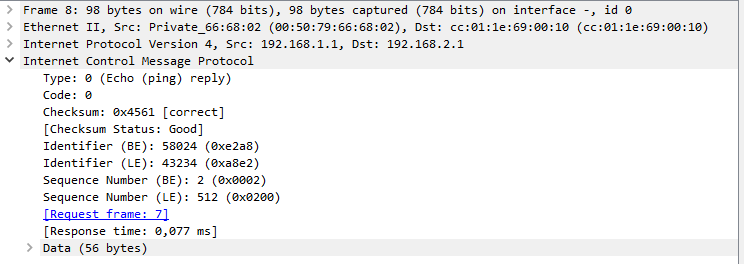 Frame 8: 98 bytes on wire (784 bits), 98 bytes captured (784 bits) on interface -, id 0
Ethernet II, Src: Private_66:68:02 (00:50:79:66:68:02), Dst: cc:01:1e:69:00:10 (cc:01:1e:69:00:10)
Internet Protocol Version 4, Src: 192.168.1.1, Dst: 192.168.2.1
Internet Control Message Protocol
Type: 0 (Echo (ping) reply)
Code: 0
Checksum: 0x4561 [correct]
[Checksum Status: Good]
Identifier (BE): 58024 (0xe2a8)
Identifier (LE): 43234 (0xa8e2)
Sequence Number (BE): 2 (0x0002)
Sequence Number (LE): 512 (0x0200)
[Request frame: 7]
[Response time: 0,077 ms]
Data (56 bytes)